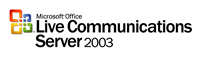 Microsoft Office
Live Communications
Server 2003